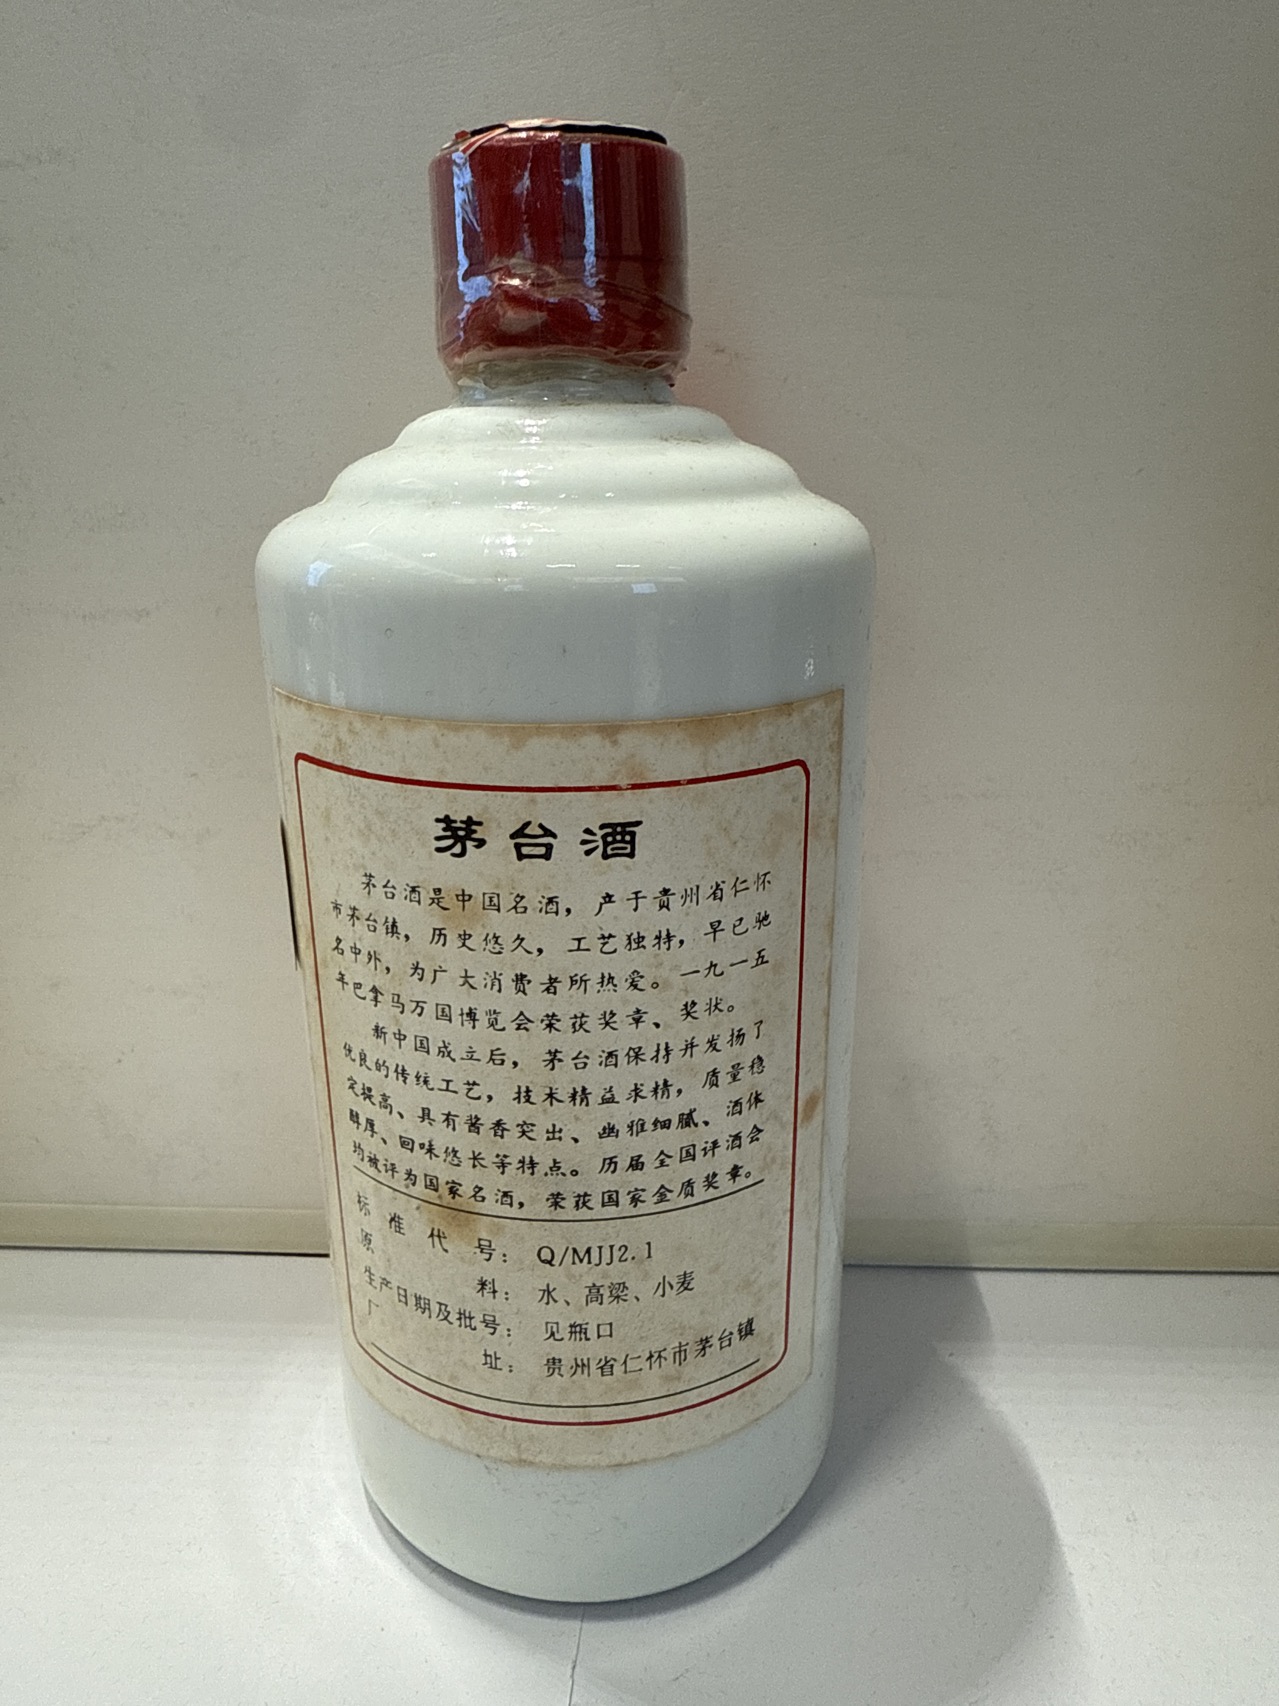 茅台酒
茅台酒是中国名酒，产于贵州省仁怀
市茅台镇，历史悠久，工艺独特，早已驰
名中外，为广大消费者所热爱。一九一五
年巴拿马万国博览会荣获奖章、奖状。
新中国成立后，茅台酒保持并发扬了
优良的传统工艺，技术精益求精，质量稳
定提高、具有酱香突出、幽雅细腻、酒体
醇厚、回味悠长等特点。历届全国评酒会
均被评为国家名酒，荣获国家金质奖章。
标准代号：Q/MJJ2.1
原料：水、高粱、小麦
生产日期及批号：见瓶口
厂址：贵州省仁怀市茅台镇